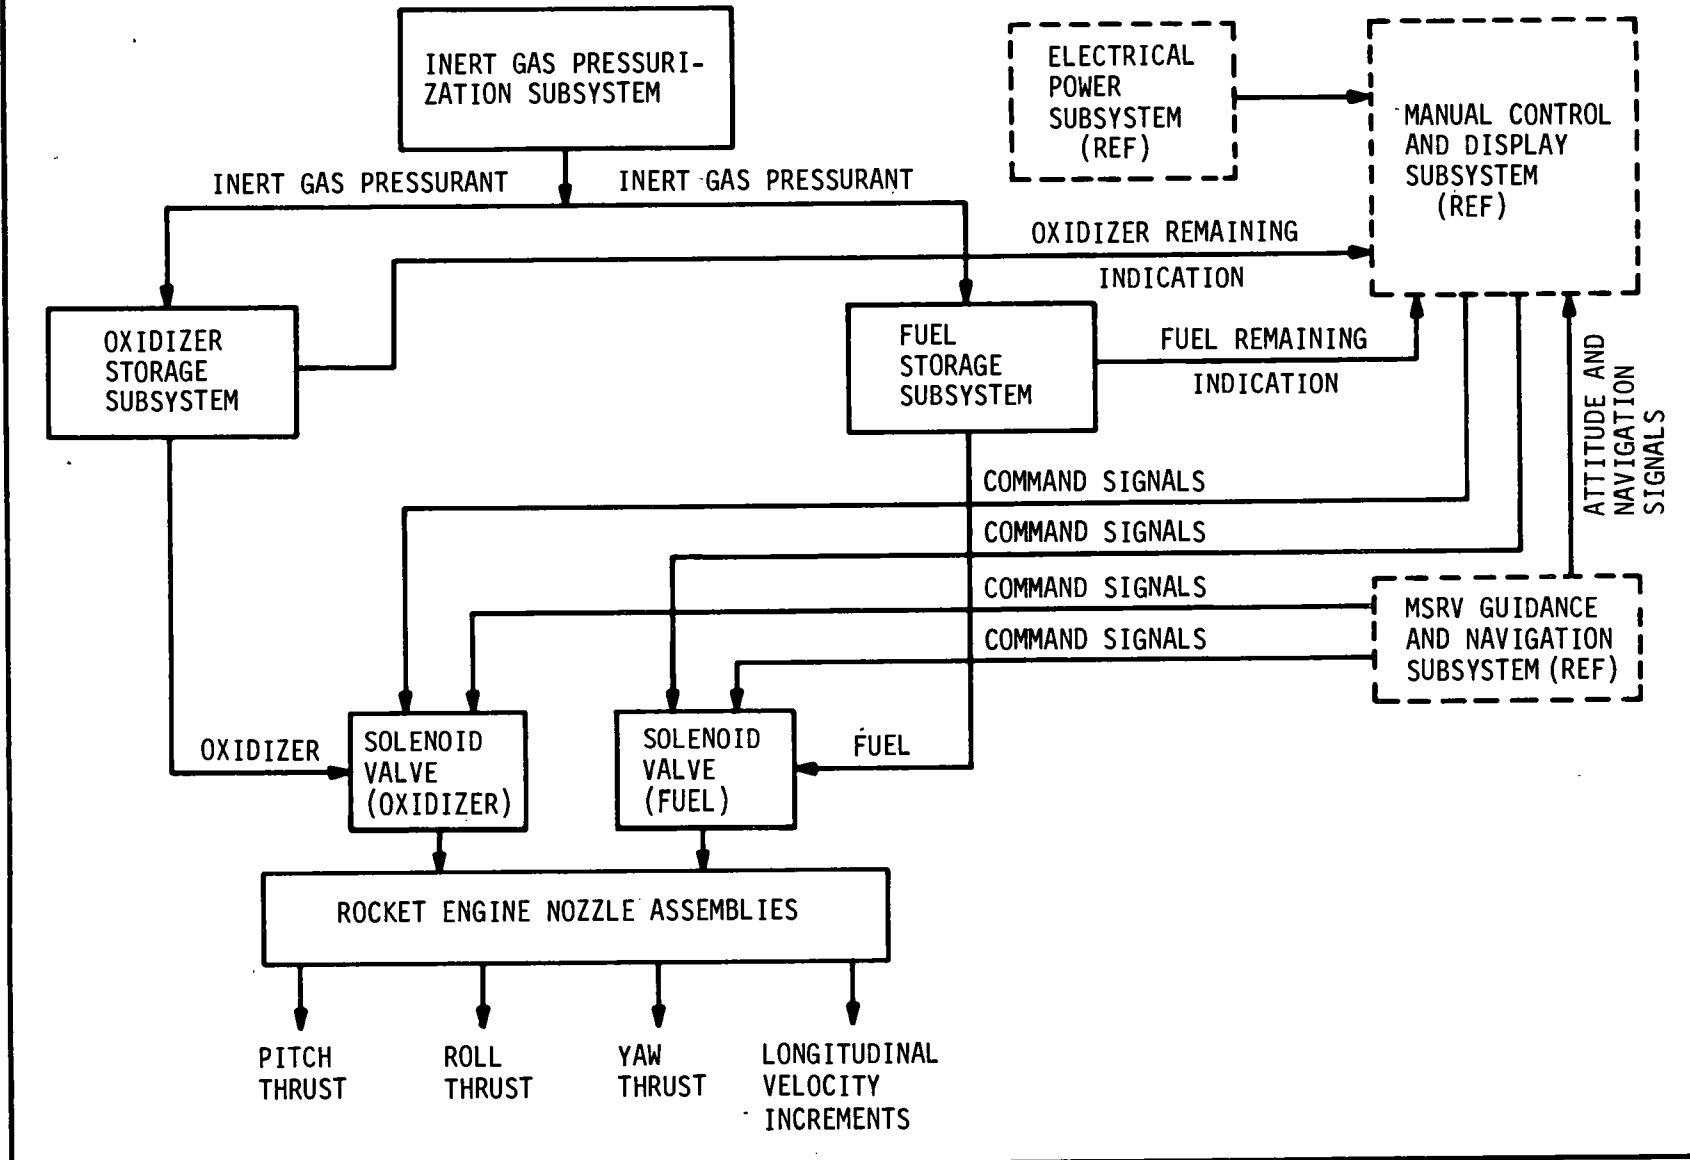 INERT GAS PRESSURI-
ZATION SUBSYSTEM
ELECTRICAL
POWER
SUBSYSTEM
(REF)
MANUAL CONTROL
AND DISPLAY
SUBSYSTEM
(REF)
INERT GAS PRESSURANT
INERT GAS PRESSURANT
OXIDIZER REMAINING
INDICATION
OXIDIZER
STORAGE
SUBSYSTEM
FUEL
STORAGE
SUBSYSTEM
FUEL REMAINING
INDICATION
ATTITUDE AND
NAVIGATION
SIGNALS
COMMAND SIGNALS
COMMAND SIGNALS
COMMAND SIGNALS
COMMAND SIGNALS
MSRV GUIDANCE
AND NAVIGATION
SUBSYSTEM (REF)
OXIDIZER
SOLENOID
VALVE
(OXIDIZER)
SOLENOID
VALVE
(FUEL)
FUEL
ROCKET ENGINE NOZZLE ASSEMBLIES
PITCH
THRUST
ROLL
THRUST
YAW
THRUST
LONGITUDINAL
VELOCITY
INCREMENTS